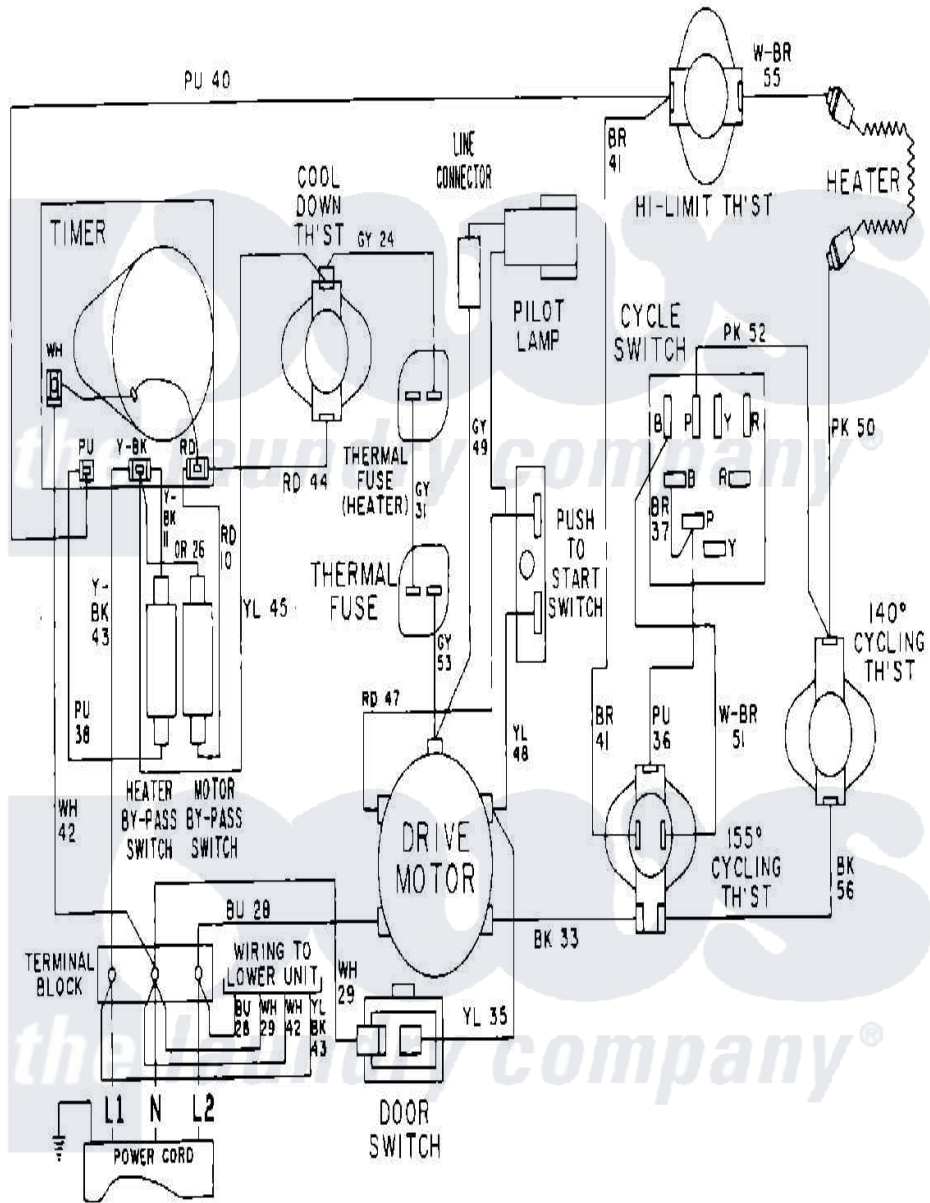 PU 40
W-BR
55
BR
41
LINE
CONNECTOR
HEATER
HI-LIMIT TH'ST
COOL
DOWN
TH'ST
TIMER
GY 24
PILOT
LAMP
CYCLE
SWITCH
PK 52
WH
B P Y R
PK 50
PU
Y-BK
RD
RD 44
GY
49
the laundry company®
THERMAL
FUSE
(HEATER)
GY
31
B R
BR
37
P
Y
PUSH
TO
START
SWITCH
Y-
BK
11
OR 26
RD
10
THERMAL
FUSE
Y-
BK
43
YL 45
GY
53
140°
CYCLING
TH'ST
RD 47
PU
38
YL
48
BR
41
PU
36
W-BR
51
WH
42
HEATER
BY-PASS
SWITCH
MOTOR
BY-PASS
SWITCH
DRIVE
MOTOR
155°
CYCLING
TH'ST
BK
56
BU 28
BK 33
TERMINAL
BLOCK
WIRING TO
LOWER UNIT
WH
29
BU
28
WH
29
WH
42
YL
BK
43
YL 35
the laundry company®
L1 N L2
DOOR
SWITCH
POWER CORD